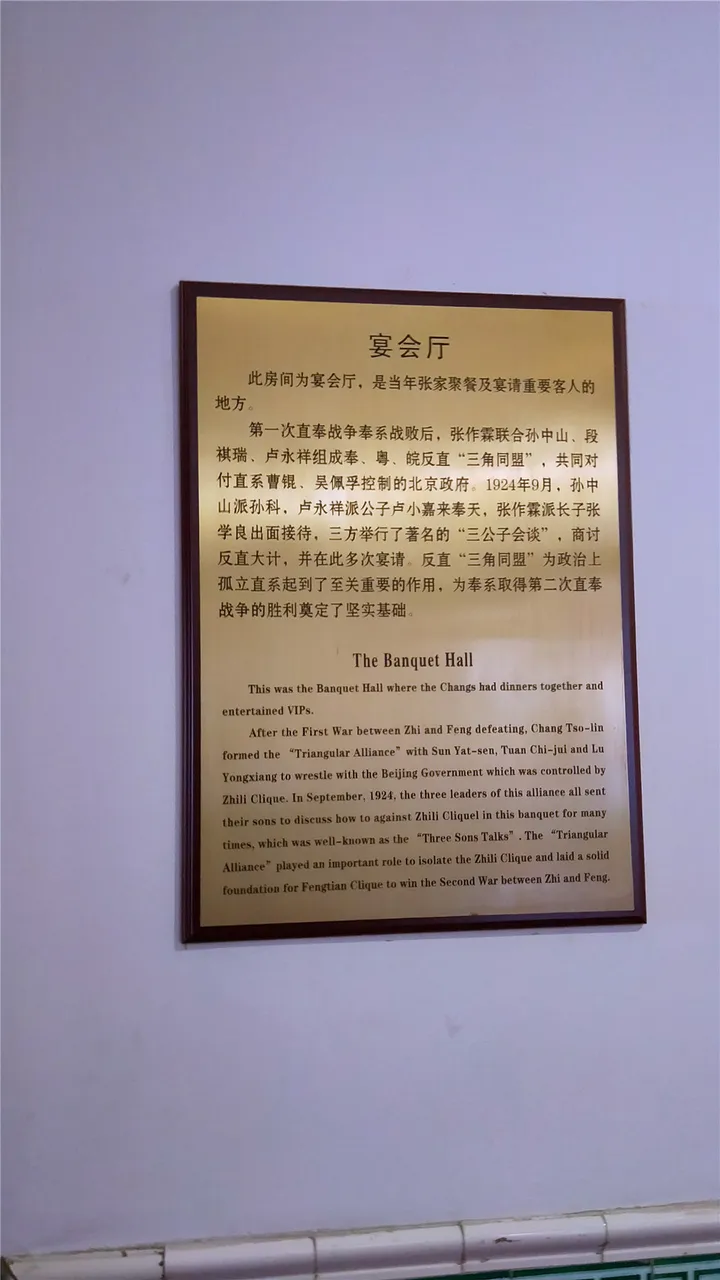 宴会厅
此房间为宴会厅，是当年张家聚餐及宴请重要客人的
地方。
第一次直奉战争奉系战败后，张作霖联合孙中山、段
祺瑞、卢永祥组成奉、粤、皖反直“三角同盟”，共同对
付直系曹锟、吴佩孚控制的北京政府。1924年9月，孙中
山派孙科，卢永祥派公子卢小嘉来奉天，张作霖派长子张
学良出面接待，三方举行了著名的“三公子会谈”，商讨
反直大计，并在此多次宴请。反直“三角同盟”为政治上
孤立直系起到了至关重要的作用，为奉系取得第二次直奉
战争的胜利奠定了坚实基础。
The Banquet Hall
This was the Banquet Hall where the Changs had dinners together and
entertained VIPs.
After the First War between Zhi and Feng defeating, Chang Tso-lin
formed the “Triangular Alliance”with Sun Yat-sen, Tuan Chi-jui and Lu
Yongxiang to wrestle with the Beijing Government which was controlled by
Zhili Clique. In September, 1924, the three leaders of this alliance all sent
their sons to discuss how to against Zhili Cliquel in this banquet for many
times, which was well-known as the “Three Sons Talks”. The “Triangular
Alliance”played an important role to isolate the Zhili Clique and laid a solid
foundation for Fengtian Clique to win the Second War between Zhi and Feng.